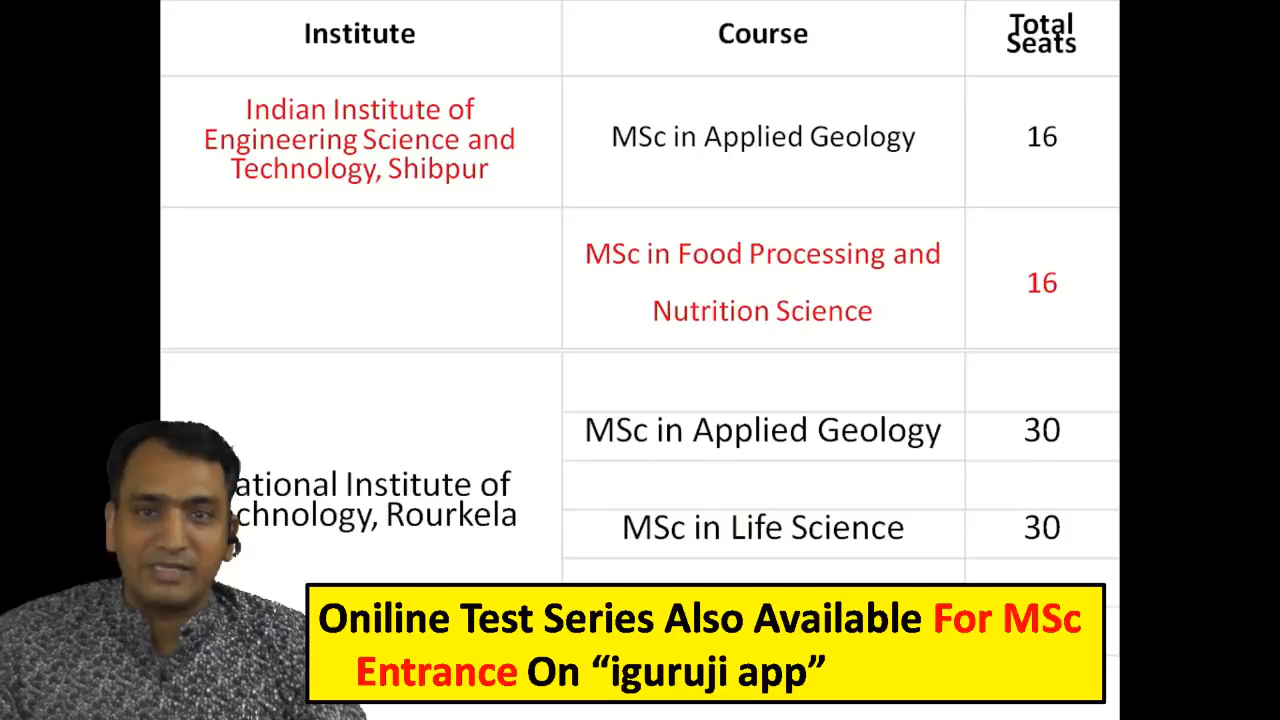 Institute
Course
Total
Seats
Indian Institute of
Engineering Science and
Technology, Shibpur
MSc in Applied Geology
16
MSc in Food Processing and
Nutrition Science
16
MSc in Applied Geology
30
Institute of
Rourkela
MSc in Life Science
30
Oniline Test Series Also Available For MSc
Entrance On “iguruji app”